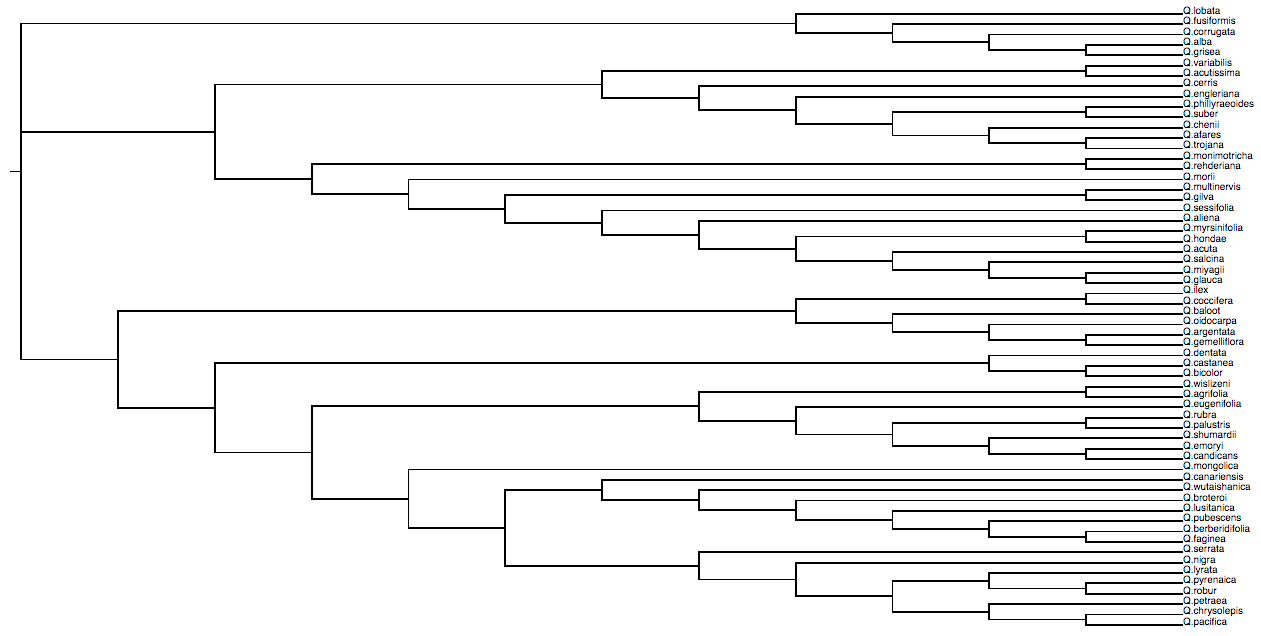 Q.lobata
Q.fusiformis
Q.corrugata
Q.alba
Q.grisea
Q.variabilis
Q.acutissima
Q.cerris
Q.engleriana
Q.phillyraeoides
Q.suber
Q.chenii
Q.afares
Q.trojana
Q.monimotricha
Q.rehderiana
Q.morii
Q.multinervis
Q.gilva
Q.sessifolia
Q.aliena
Q.myrsinifolia
Q.hondae
Q.acuta
Q.salcina
Q.miyagii
Q.glauca
Q.ilex
Q.coccifera
Q.baloot
Q.oidocarpa
Q.argentata
Q.gemelliflora
Q.dentata
Q.castanea
Q.bicolor
Q.wislizeni
Q.agrifolia
Q.eugenifolia
Q.rubra
Q.palustris
Q.shumardii
Q.emoryi
Q.candicans
Q.mongolica
Q.canariensis
Q.wutaishanica
Q.broteroi
Q.lusitanica
Q.pubescens
Q.berberidifolia
Q.faginea
Q.serrata
Q.nigra
Q.lyrata
Q.pyrenaica
Q.robur
Q.petraea
Q.chrysolepis
Q.pacifica